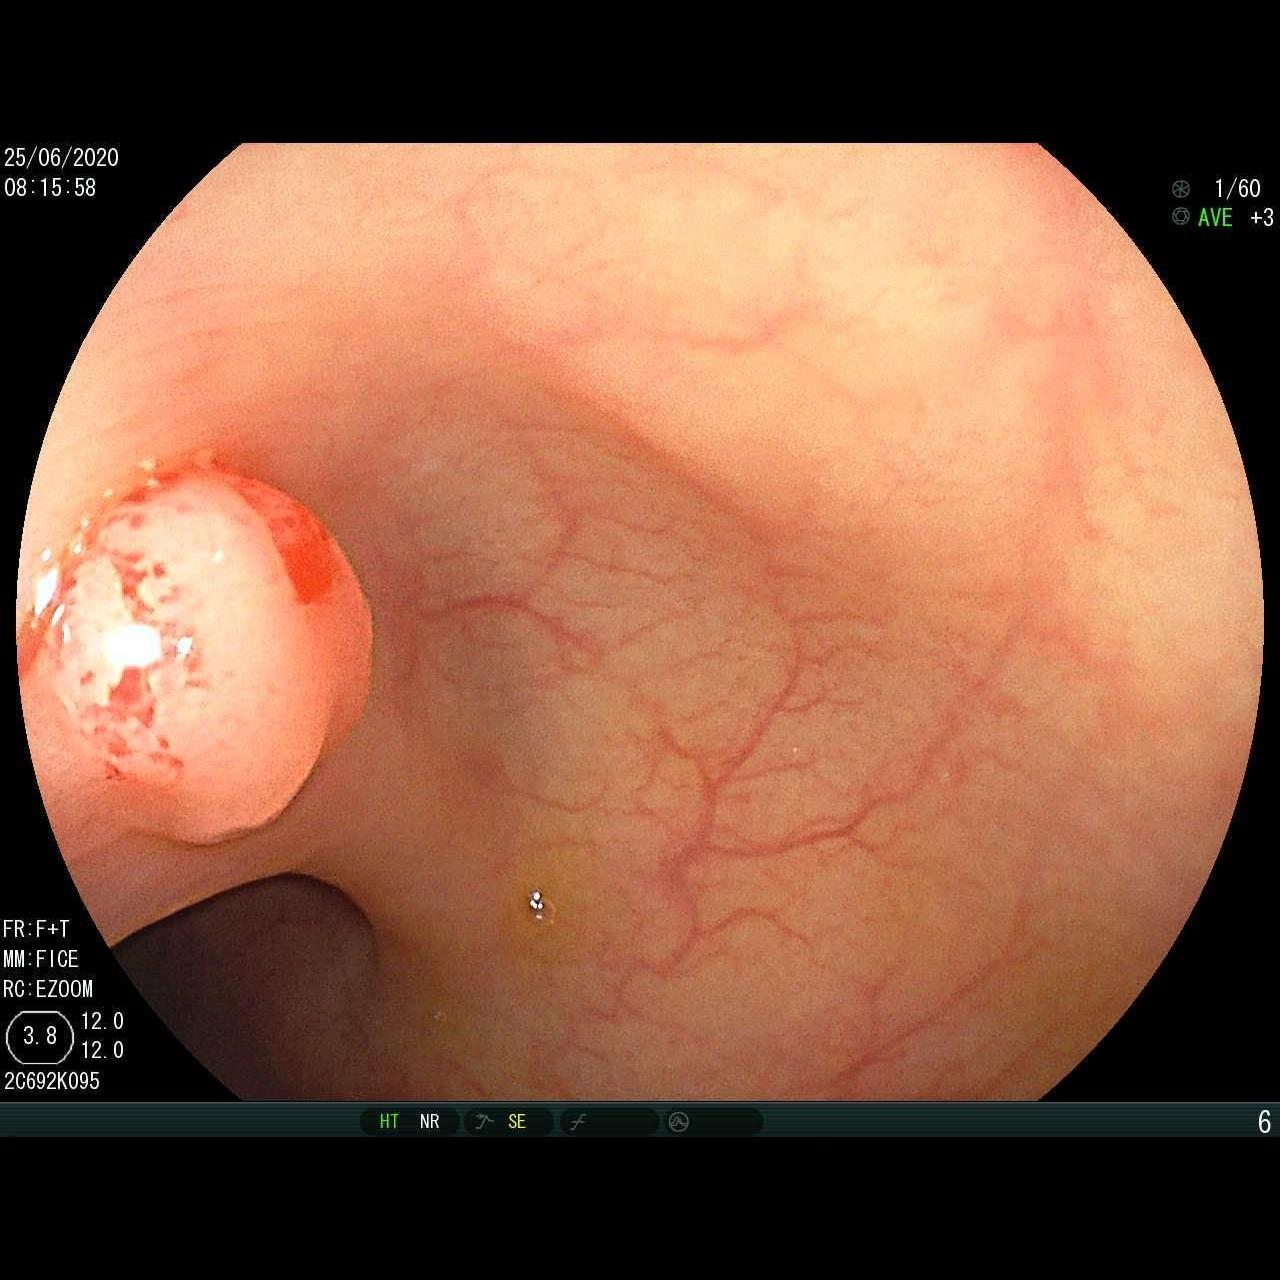 25/06/2020
08:15:58
1/60
AVE +3
FR:F+T
MM:FICE
RC:EZOOM
3.8 12.0
12.0
2C692K095
HT NR SE
6